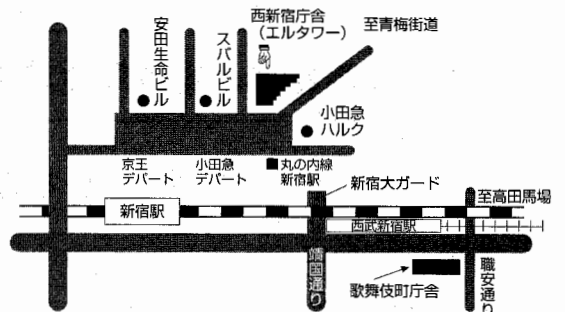 安田生命ビル
スバルビル
西新宿庁舎
(エルタワー)
至青梅街道
小田急
ハルク
京王
デパート
小田急
デパート
丸の内線
新宿駅
新宿大ガード
至高田馬場
新宿駅
西武新宿駅
靖国通り
歌舞伎町庁舎
職安通り